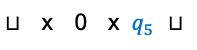 ⊔ x 0 x q₅ ⊔